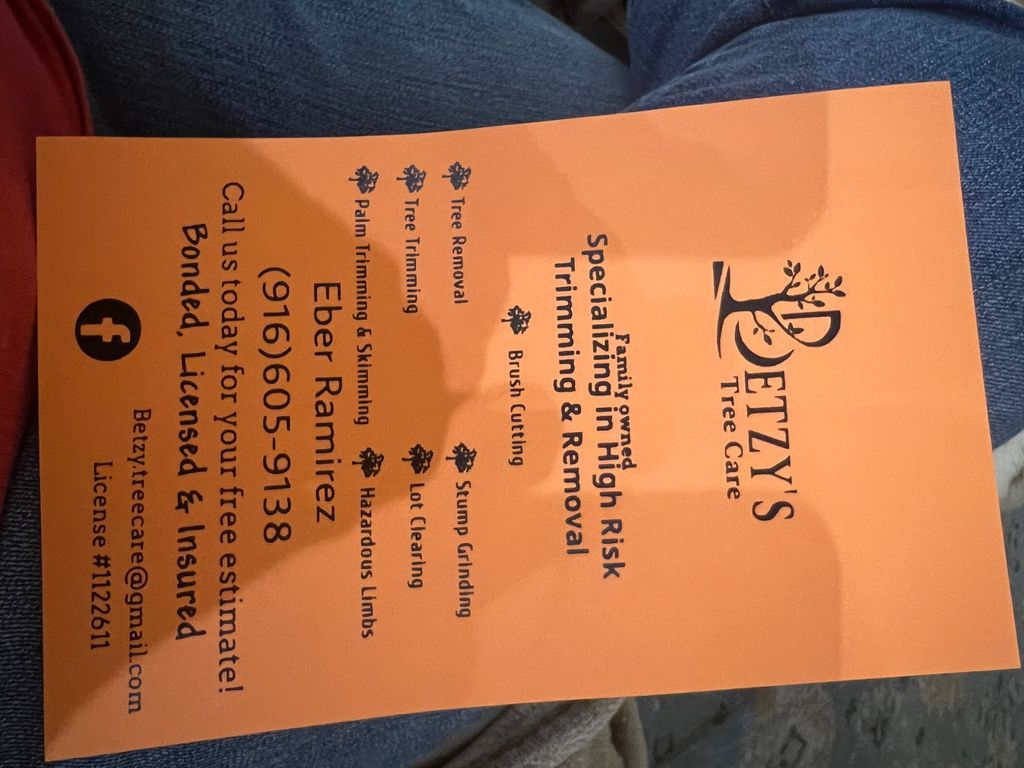 BETZY'S
Tree Care
Family owned
Specializing in High Risk
Trimming & Removal
Brush Cutting
Tree Removal
Stump Grinding
Tree Trimming
Lot Clearing
Palm Trimming & Skimming
Hazardous Limbs
Eber Ramirez
(916)605-9138
Call us today for your free estimate!
Bonded, Licensed & Insured
Betzy.treecare@gmail.com
License #1122611